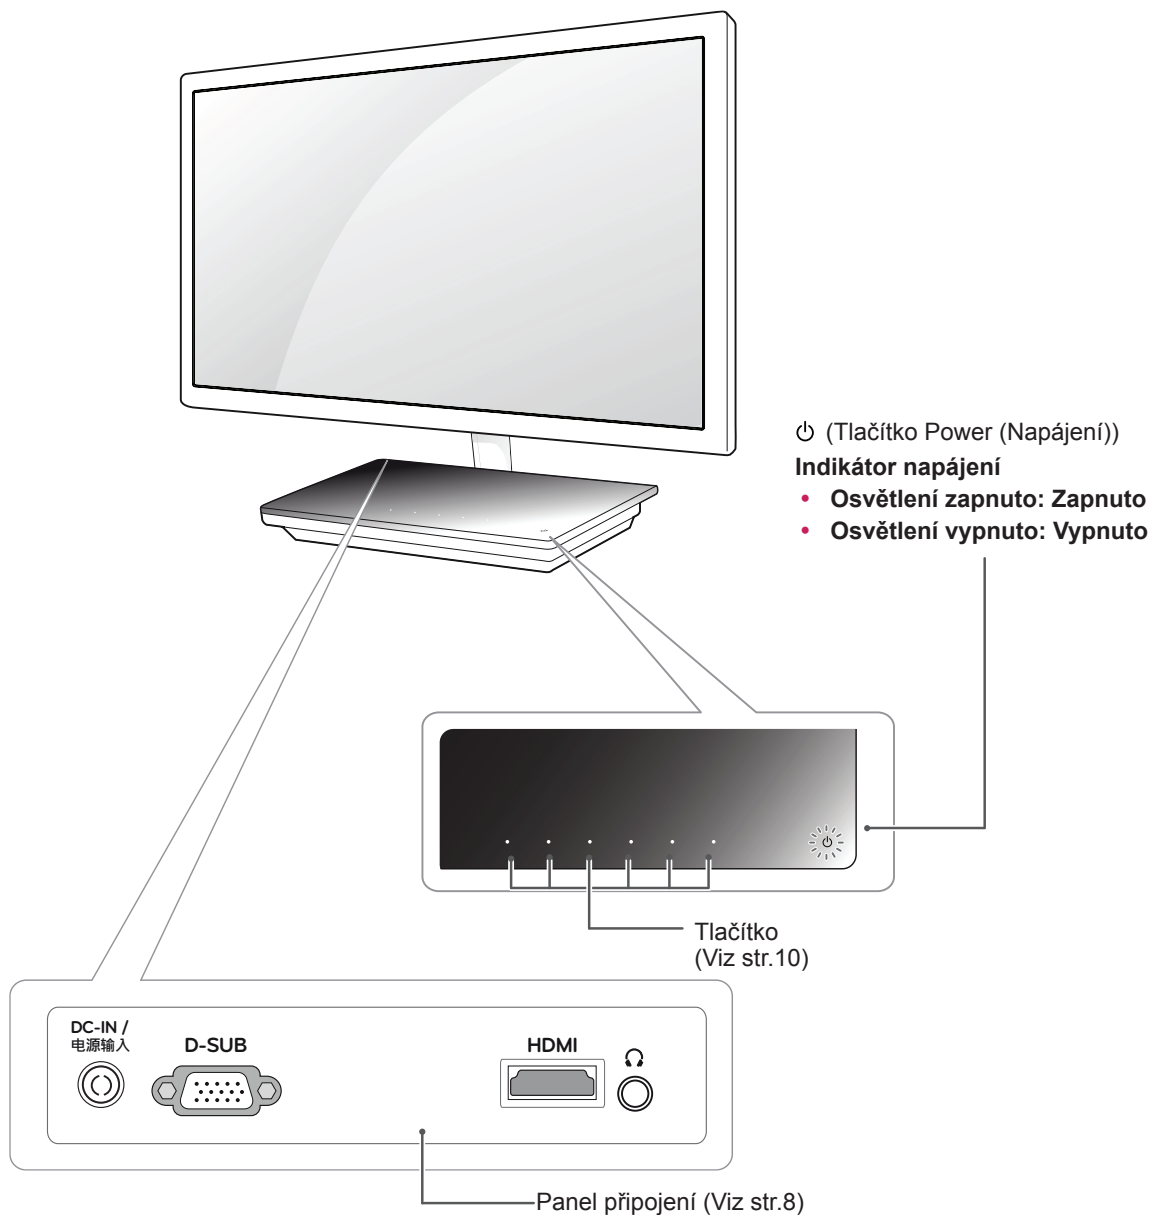 (Tlačítko Power (Napájení))
Indikátor napájení
• Osvětlení zapnuto: Zapnuto
• Osvětlení vypnuto: Vypnuto
Tlačítko
(Viz str.10)
DC-IN /
电源输入
D-SUB
HDMI
Panel připojení (Viz str.8)